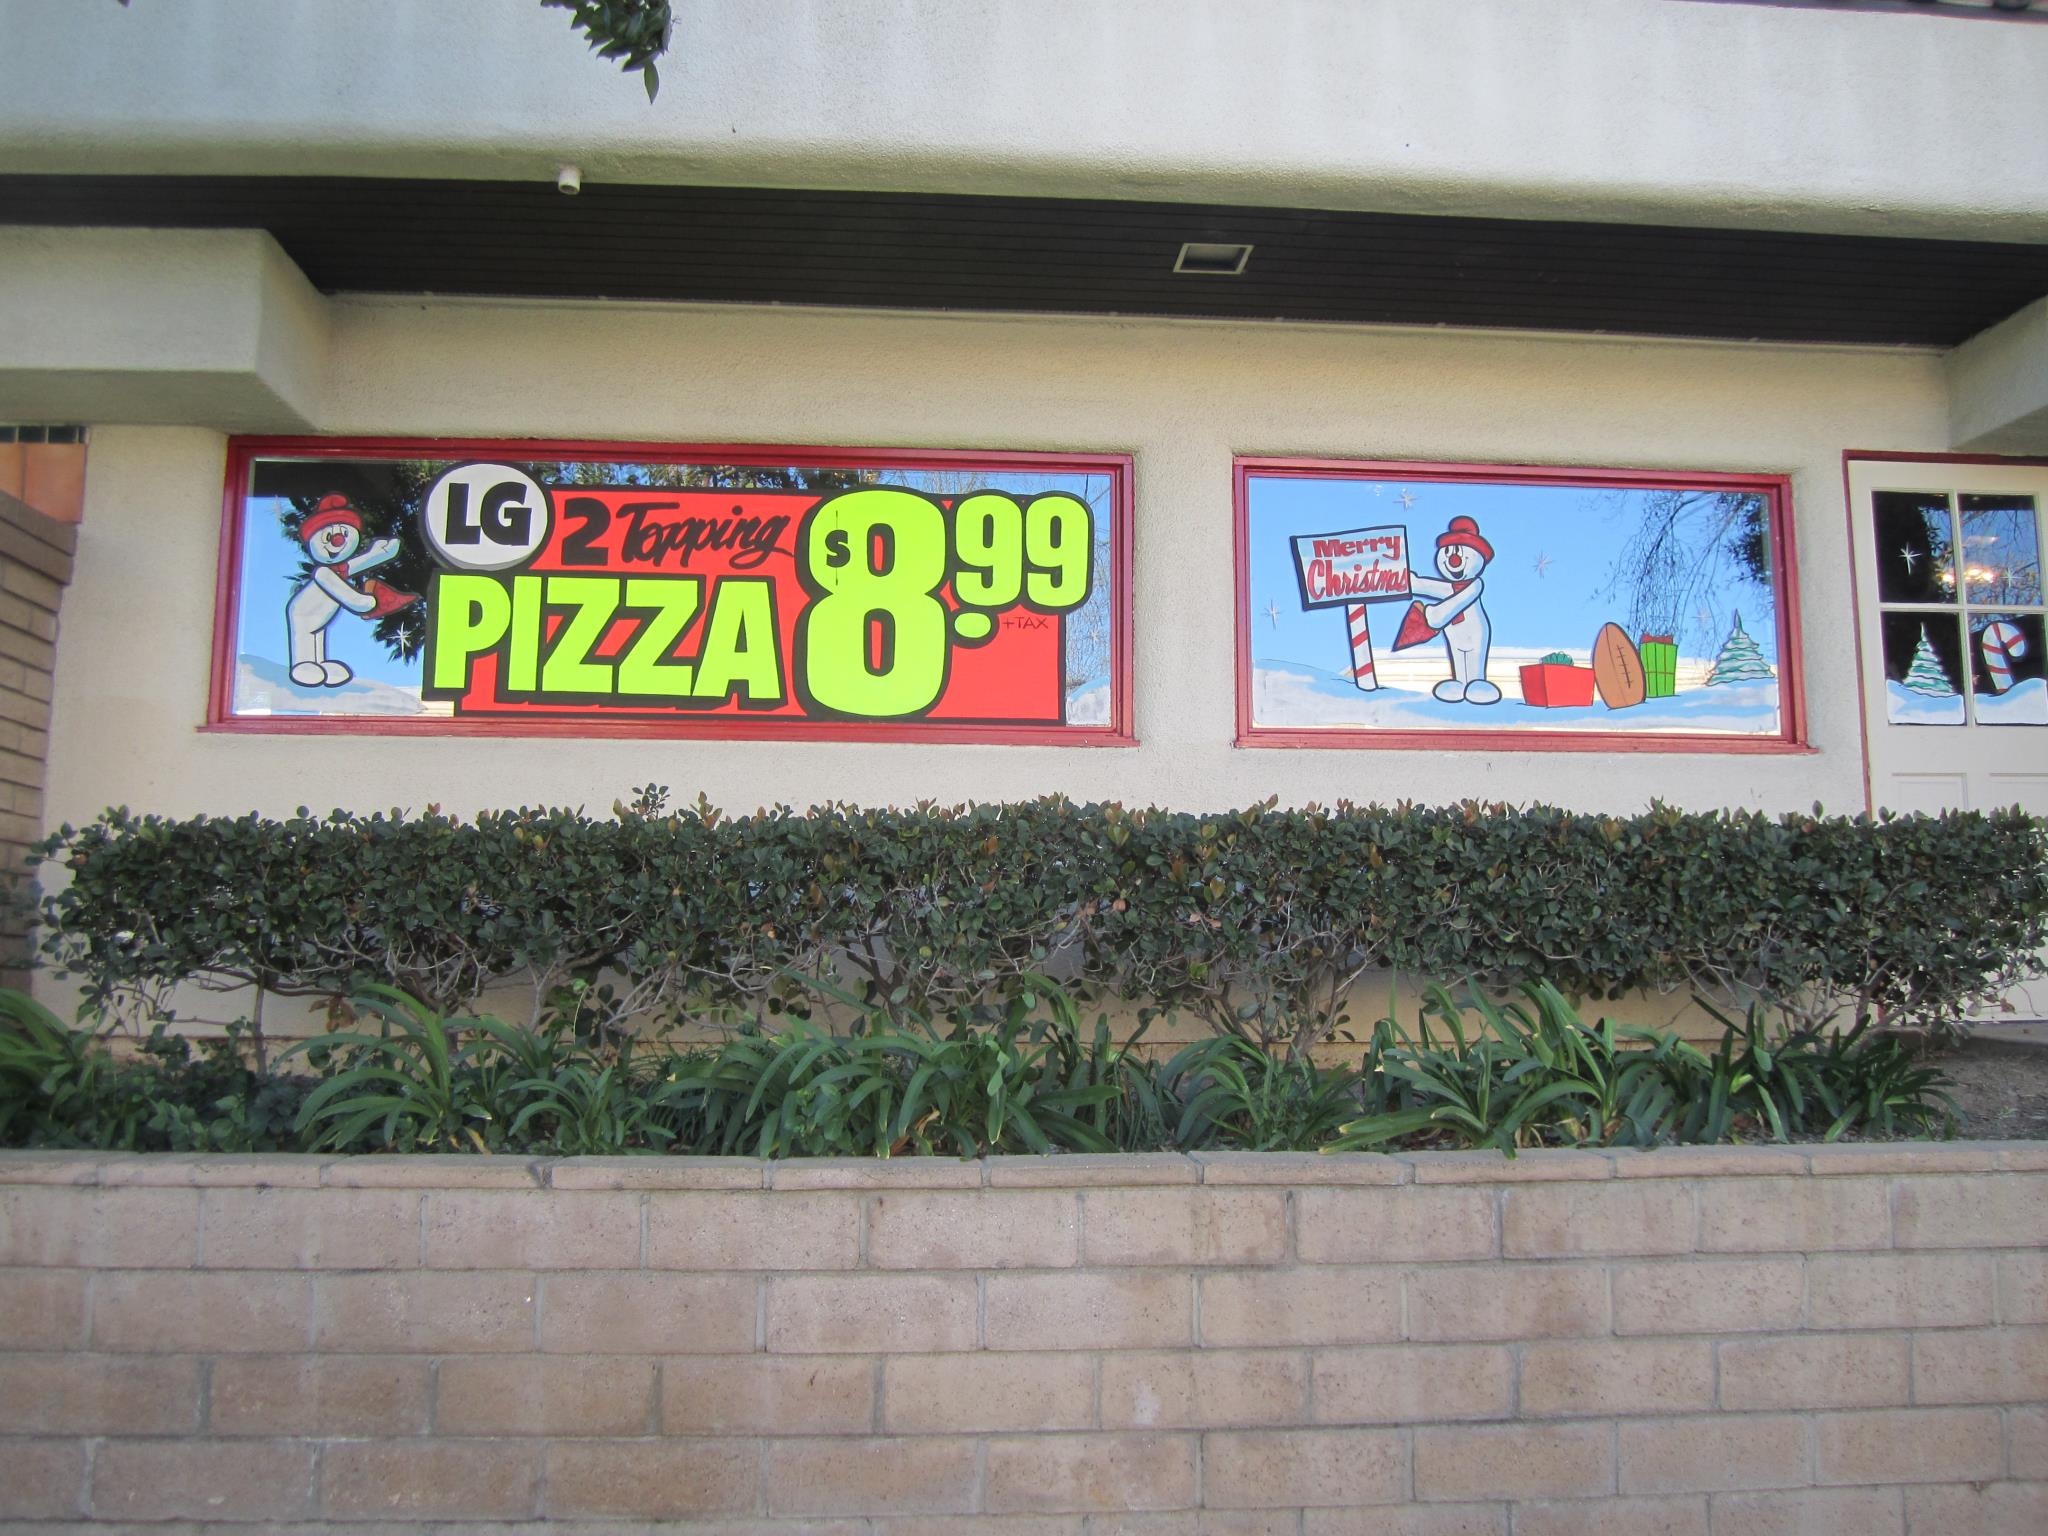 LG 2 Topping
PIZZA $8.99
+TAX
Merry
Christmas